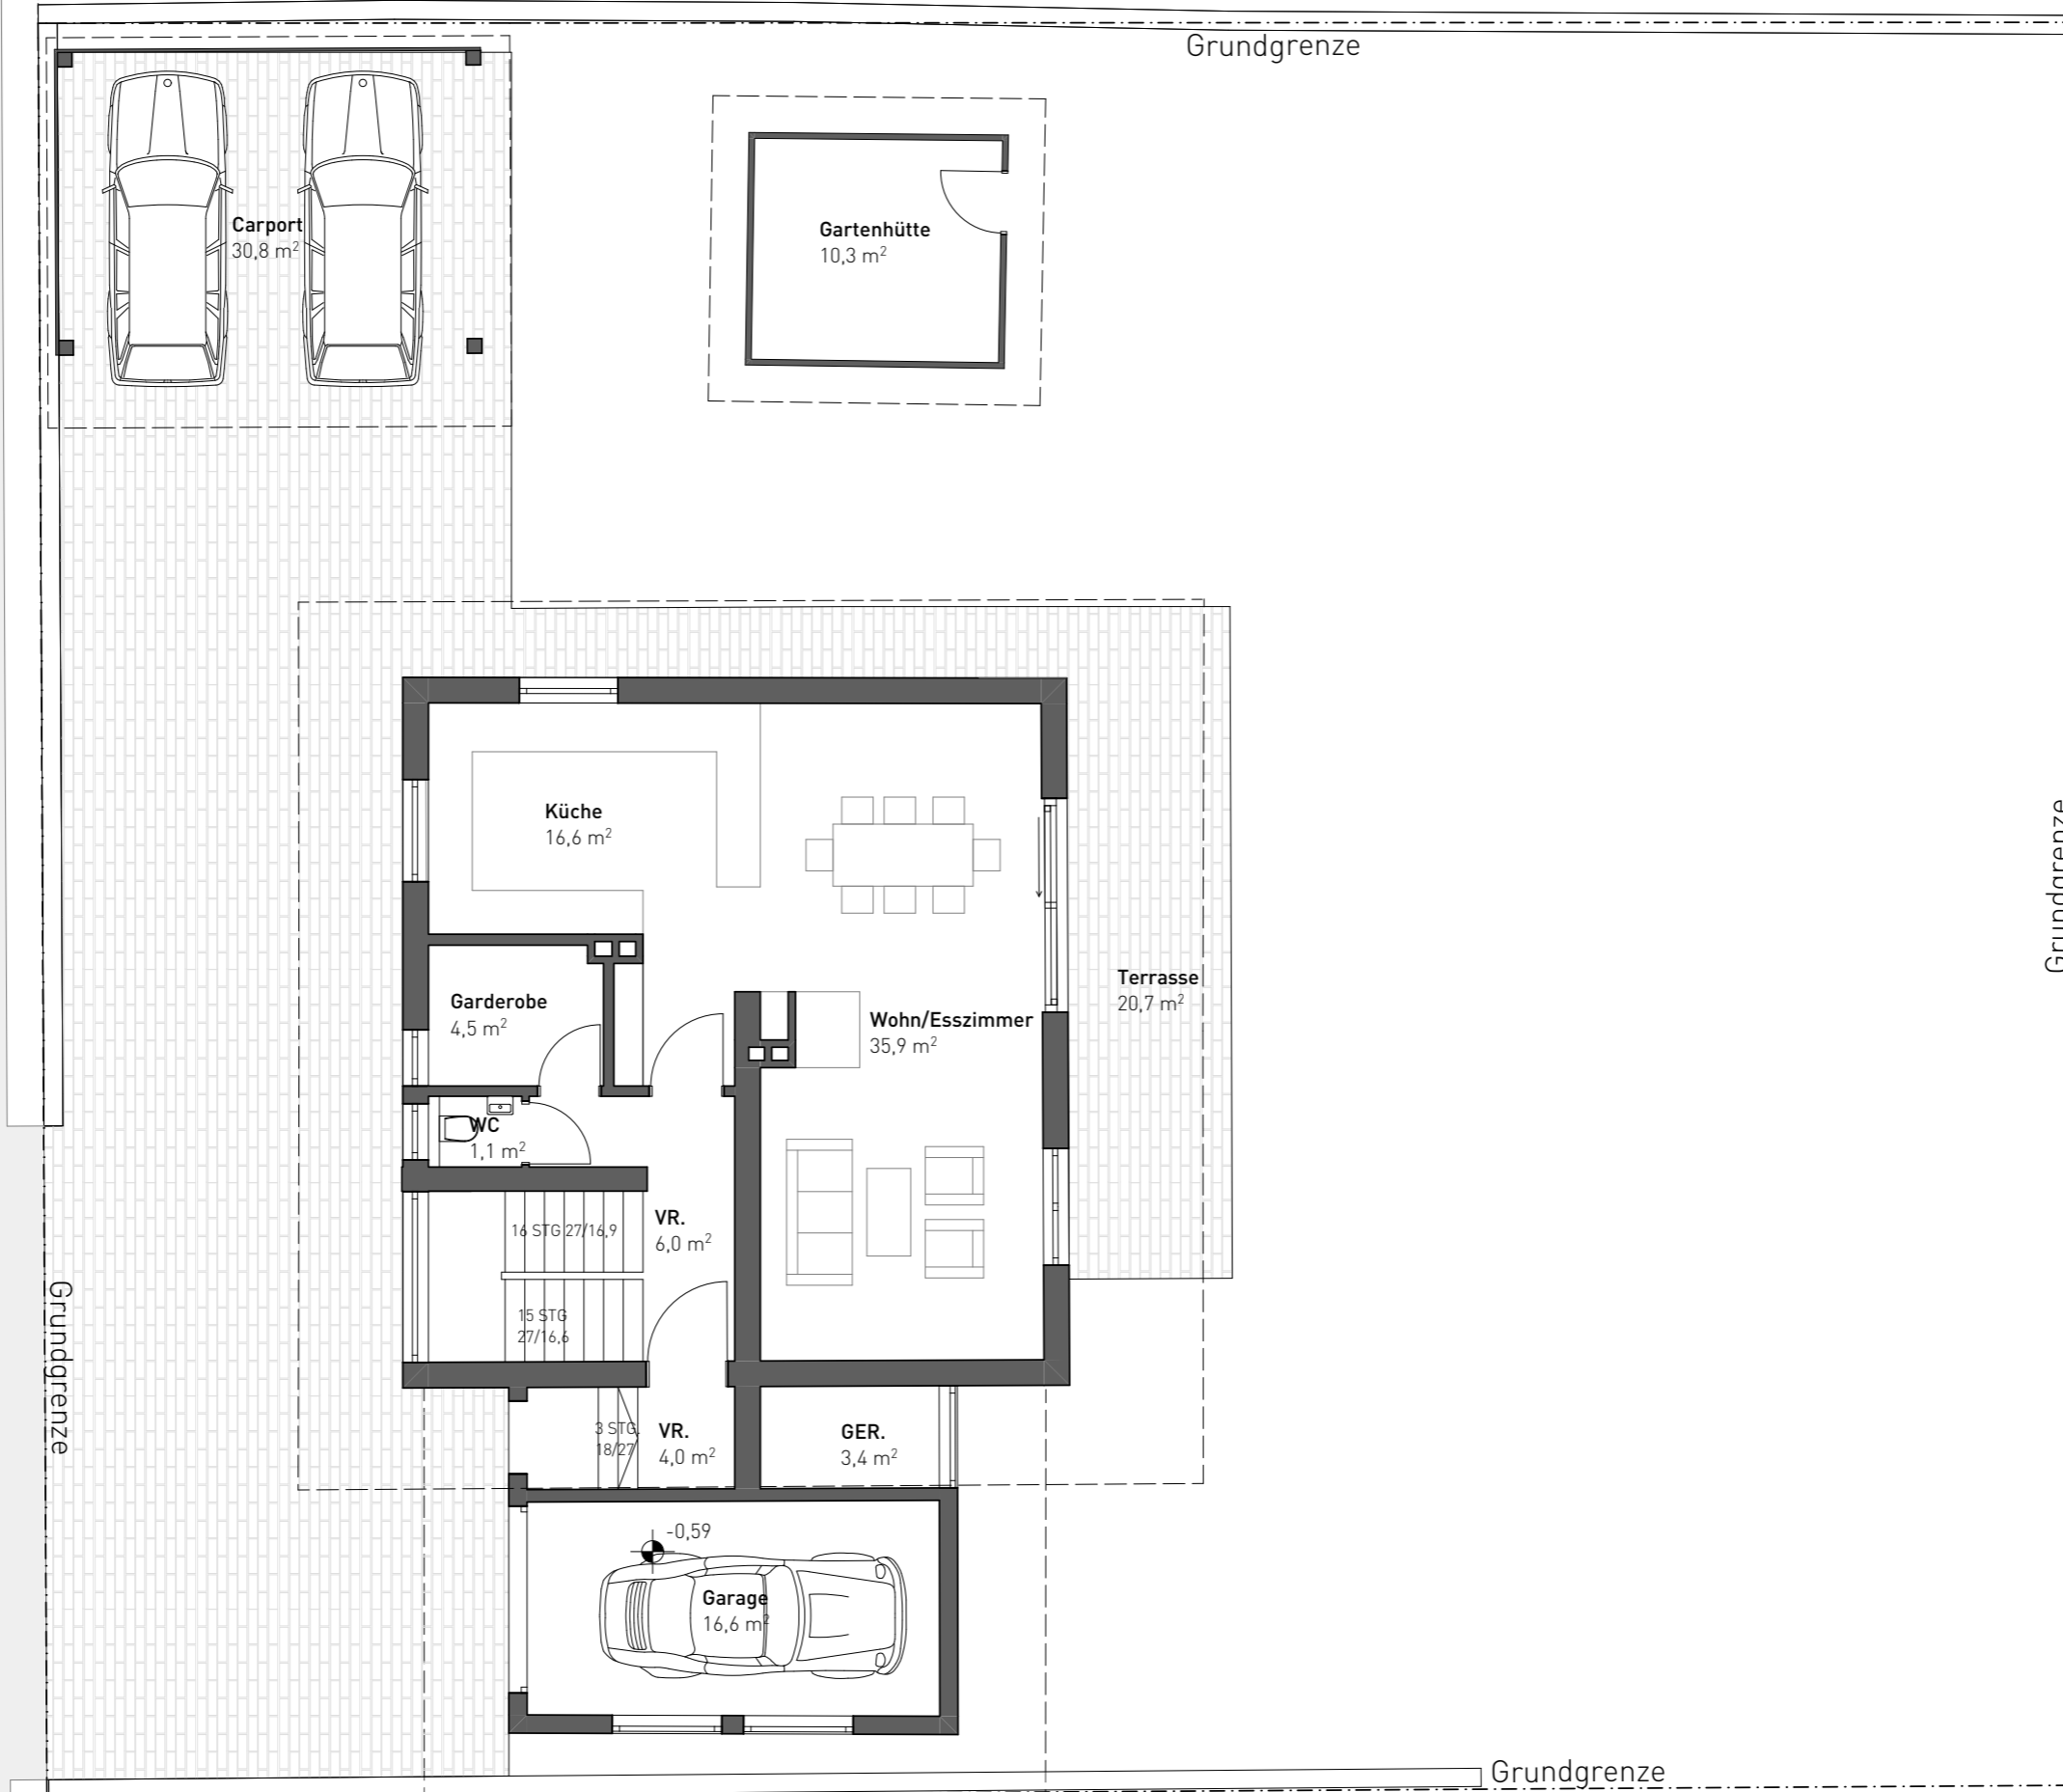 Grundgrenze
Carport
30,8 m²
Gartenhütte
10,3 m²
Küche
16,6 m²
Grundgrenze
Terrasse
20,7 m²
Garderobe
4,5 m²
Wohn/Esszimmer
35,9 m²
WC
1,1 m²
16 STG 27/16,9
VR.
6,0 m²
15 STG
27/16,6
Grundgrenze
3 STG.
18/27
VR.
4,0 m²
GER.
3,4 m²
-0,59
Garage
16,6 m²
Grundgrenze